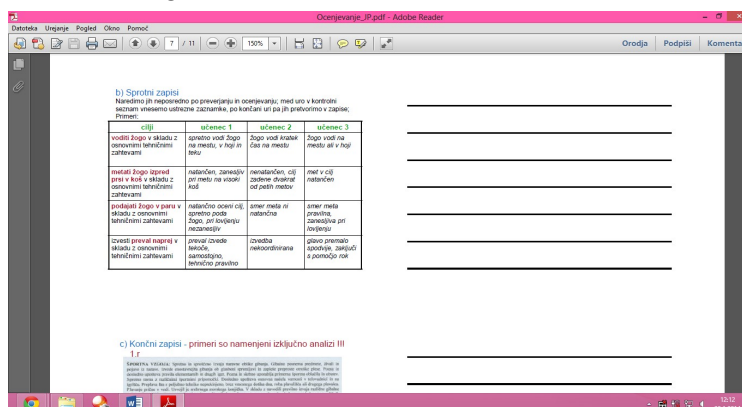 Ocenjevanje_JP.pdf - Adobe Reader
Datoteka Urejanje Pogled Okno Pomoč
7 / 11 150% Orodja Podpiši Komentar
b) Sprotni zapisi
Naredimo jih neposredno po preverjanju in ocenjevanju; med uro v kontrolni
seznam vnesemo ustrezne zaznamke, po končani uri pa jih pretvorimo v zapise;
Primeri:
cilji učenec 1 učenec 2 učenec 3
voditi žogo v skladu z
osnovnimi tehničnimi
zahtevami
spretno vodi žogo
na mestu, v hoji in
teku
žogo vodi kratek
čas na mestu
žogo vodi na
mestu ali v hoji
metati žogo izpred
prsi v koš v skladu z
osnovnimi tehničnimi
zahtevami
natančen, zanesljiv
pri metu na visoki
koš
nenatančen, cilj
zadene dvakrat
od petih metov
met v cilj
natančen
podajati žogo v paru v
skladu z osnovnimi
tehničnimi zahtevami
natančno oceni cilj,
spretno poda
žogo, pri lovljenju
nezanesljiv
smer meta ni
natančna
smer meta
pravilna,
zanesljiva pri
lovljenju
izvesti preval naprej v
skladu z osnovnimi
tehničnimi zahtevami
preval izvede
tekoče,
samostojno,
tehnično pravilno
izvedba
nekoordinirana
glavo premalo
spodvije, zaključi
s pomočjo rok
c) Končni zapisi - primeri so namenjeni izključno analizi !!!
1.r
12:12